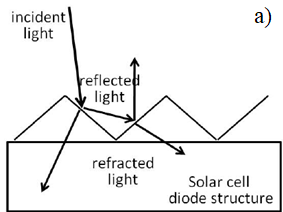 a)
incident
light
reflected
light
refracted
light
Solar cell
diode structure